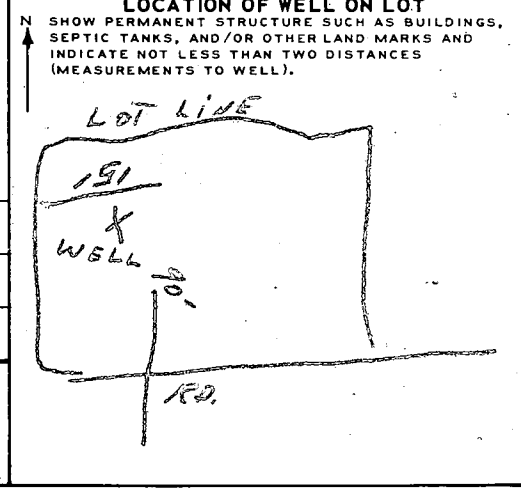 LOCATION OF WELL ON LOT
N SHOW PERMANENT STRUCTURE SUCH AS BUILDINGS,
SEPTIC TANKS, AND/OR OTHER LAND MARKS AND
INDICATE NOT LESS THAN TWO DISTANCES
(MEASUREMENTS TO WELL).
LOT LINE
15'
X
WELL
RD.